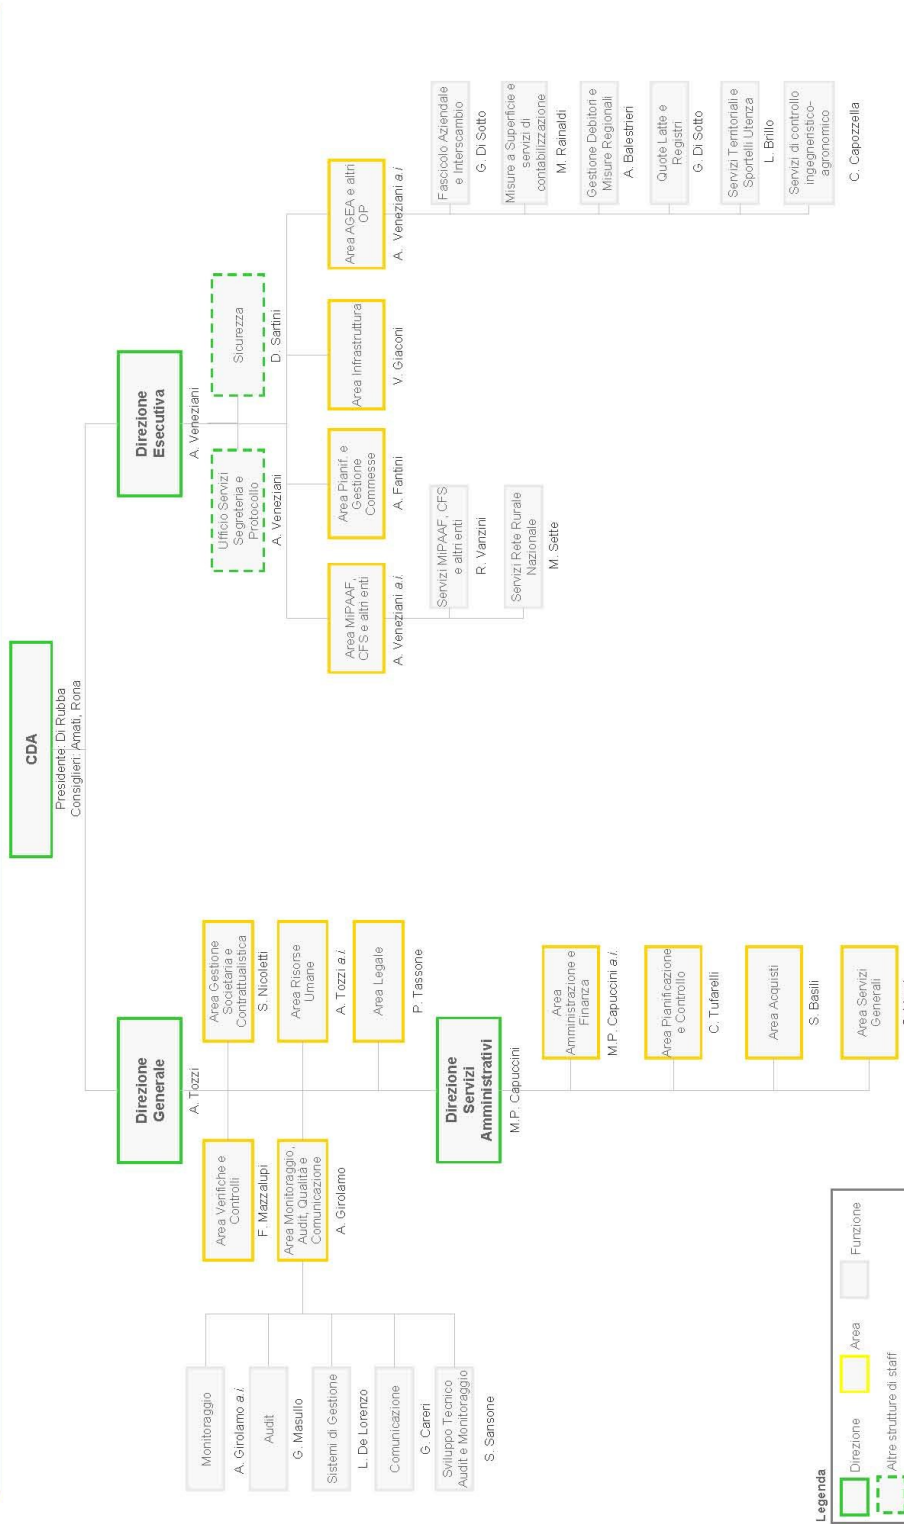 CDA
Presidente: Di Rubba
Consiglieri: Amati, Rona
Direzione
Generale
A. Tozzi
Direzione
Esecutiva
A. Veneziani
Area Verifiche e
Controlli
F. Mazzalupi
Area Gestione
Societaria e
Contrattualistica
S. Nicoletti
Area Monitoraggio,
Audit, Qualità e
Comunicazione
A. Girolamo
Area Risorse
Umane
A. Tozzi a.i.
Area Legale
P. Tassone
Monitoraggio
A. Girolamo a.i.
Audit
G. Masullo
Sistemi di Gestione
L. De Lorenzo
Comunicazione
G. Careri
Sviluppo Tecnico
Audit e Monitoraggio
S. Sansone
Direzione
Servizi
Amministrativi
M.P. Capuccini
Area
Amministrazione e
Finanza
M.P. Capuccini a.i.
Area Pianificazione
e Controllo
C. Tufarelli
Area Acquisti
S. Basili
Area Servizi
Generali
Ufficio Servizi
Segreteria e
Protocollo
A. Veneziani
Sicurezza
D. Sartini
Area MiPAAF,
CFS e altri enti
A. Veneziani a.i.
Area Pianif. e
Gestione
Commesse
A. Fantini
Area Infrastruttura
V. Giaconi
Area AGEA e altri
OP
A. Veneziani a.i
Servizi MiPAAF, CFS
e altri enti
R. Vanzini
Servizi Rete Rurale
Nazionale
M. Sette
Fascicolo Aziendale
e Interscambio
G. Di Sotto
Misure a Superficie e
servizi di
contabilizzazione
M. Rainaldi
Gestione Debitori e
Misure Regionali
A. Balestrieri
Quote Latte e
Registri
G. Di Sotto
Servizi Territoriali e
Sportelli Utenza
L. Brillo
Servizi di controllo
ingegneristico-
agronomico
C. Capozzella
Legenda
Direzione
Area
Funzione
Altre strutture di staff